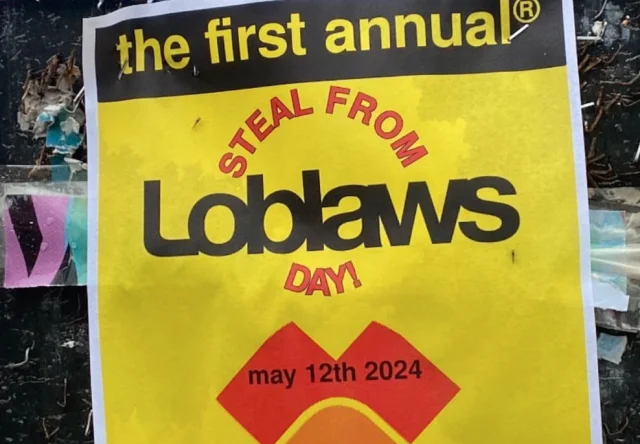 the first annual®
STEAL FROM
Loblaws
DAY!
may 12th 2024